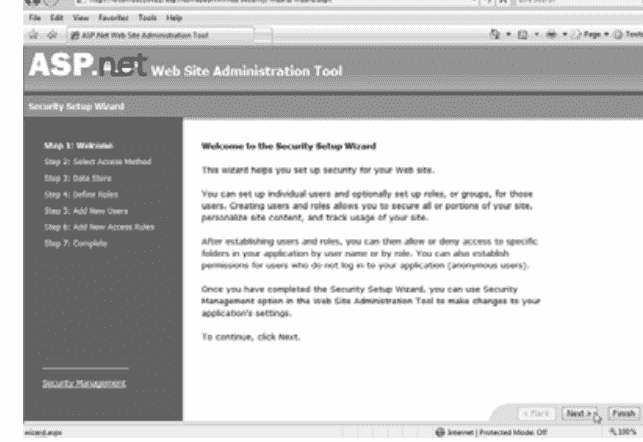 File Edit View Favorites Tools Help
ASP.Net Web Site Administration Tool
Page Tools
ASP.net Web Site Administration Tool
Security Setup Wizard
Step 1: Welcome
Step 2: Select Access Method
Step 3: Data Store
Step 4: Define Roles
Step 5: Add New Users
Step 6: Add New Access Rules
Step 7: Complete
Security Management
Welcome to the Security Setup Wizard
This wizard helps you set up security for your Web site.
You can set up individual users and optionally set up roles, or groups, for those
users. Creating users and roles allows you to secure all or portions of your site,
personalize site content, and track usage of your site.
After establishing users and roles, you can then allow or deny access to specific
folders in your application by user name or by role. You can also establish
permissions for users who do not log in to your application (anonymous users).
Once you have completed the Security Setup Wizard, you can use Security
Management option in the Web Site Administration Tool to make changes to your
application's settings.
To continue, click Next.
< Back Next > Finish
wizard.aspx Internet | Protected Mode: Off 100%